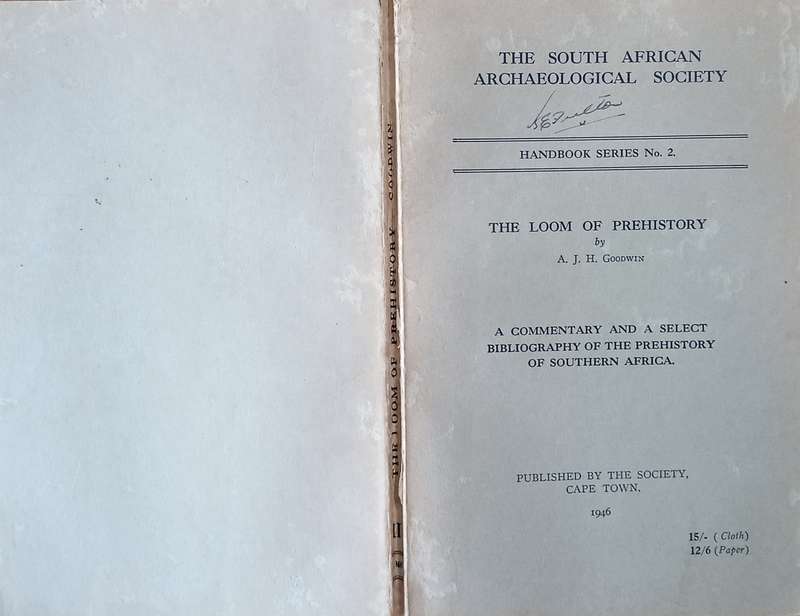 THE LOOM OF PREHISTORY GOODWIN
II
THE SOUTH AFRICAN
ARCHAEOLOGICAL SOCIETY
HANDBOOK SERIES No. 2.
THE LOOM OF PREHISTORY
by
A. J. H. GOODWIN
A COMMENTARY AND A SELECT
BIBLIOGRAPHY OF THE PREHISTORY
OF SOUTHERN AFRICA.
PUBLISHED BY THE SOCIETY,
CAPE TOWN.
1946
15/- (Cloth)
12/6 (Paper)